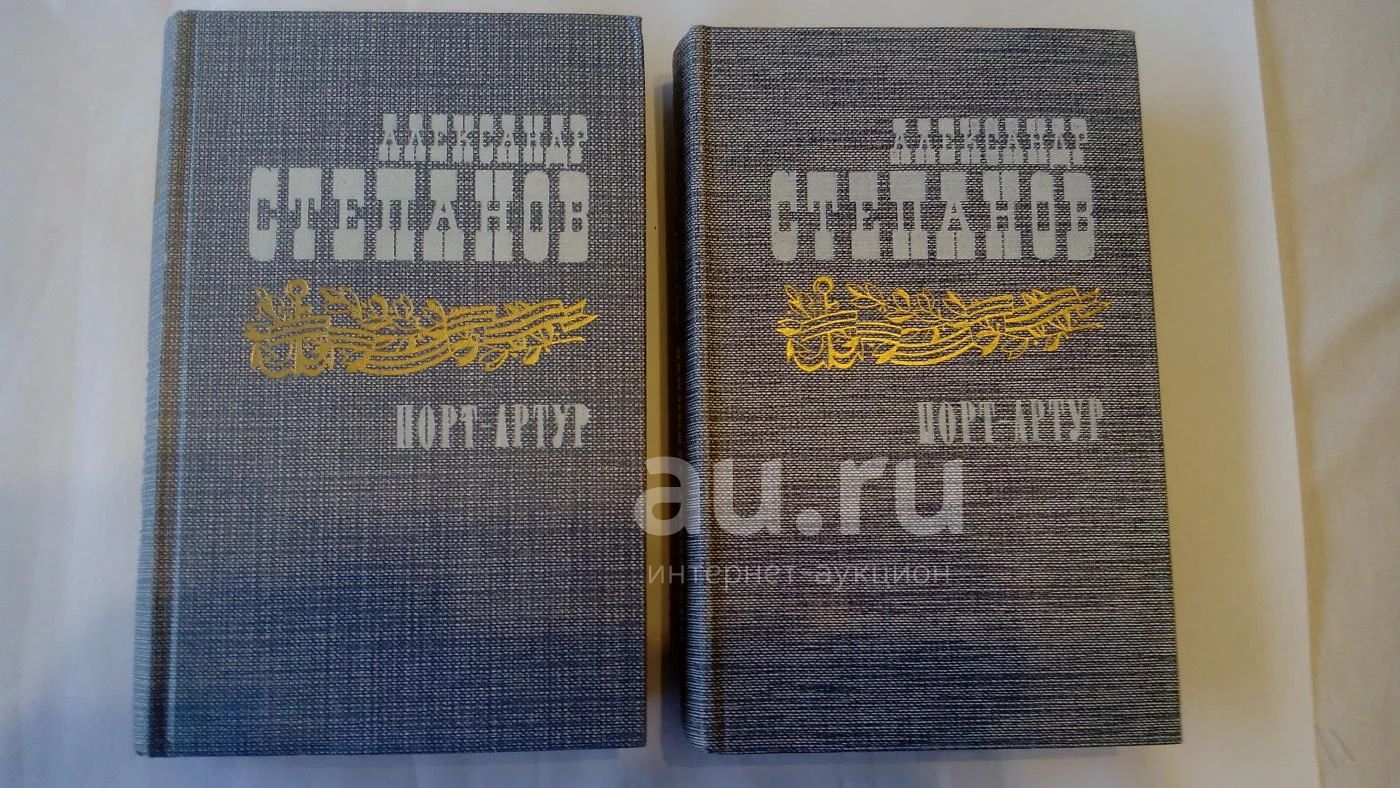 АЛЕКСАНДР
СТЕПАНОВ
ПОРТ-АРТУР
АЛЕКСАНДР
СТЕПАНОВ
ПОРТ-АРТУР
au.ru
интернет-аукцион